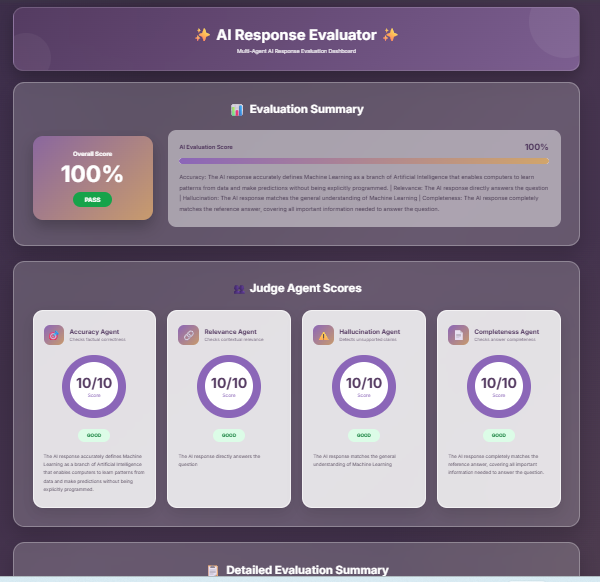 ✨ AI Response Evaluator ✨
Multi-Agent AI Response Evaluation Dashboard
📊 Evaluation Summary
Overall Score
100%
PASS
AI Evaluation Score
100%
Accuracy: The AI response accurately defines Machine Learning as a branch of Artificial Intelligence that enables computers to learn
patterns from data and make predictions without being explicitly programmed. | Relevance: The AI response directly answers the question
| Hallucination: The AI response matches the general understanding of Machine Learning | Completeness: The AI response completely
matches the reference answer, covering all important information needed to answer the question.
👥 Judge Agent Scores
🎯 Accuracy Agent
Checks factual correctness
10/10
Score
GOOD
The AI response accurately defines Machine
Learning as a branch of Artificial Intelligence
that enables computers to learn patterns from
data and make predictions without being
explicitly programmed.
🔗 Relevance Agent
Checks contextual relevance
10/10
Score
GOOD
The AI response directly answers the
question
⚠️ Hallucination Agent
Detects unsupported claims
10/10
Score
GOOD
The AI response matches the general
understanding of Machine Learning
📄 Completeness Agent
Checks answer completeness
10/10
Score
GOOD
The AI response completely matches the
reference answer, covering all important
information needed to answer the question.
📋 Detailed Evaluation Summary